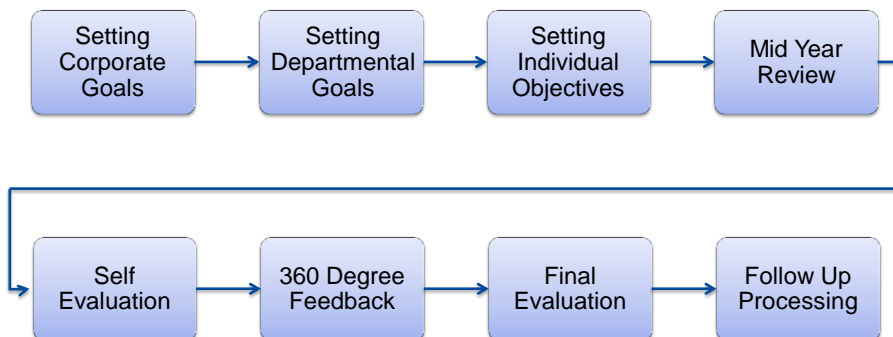 Setting
Corporate
Goals
Setting
Departmental
Goals
Setting
Individual
Objectives
Mid Year
Review
Self
Evaluation
360 Degree
Feedback
Final
Evaluation
Follow Up
Processing